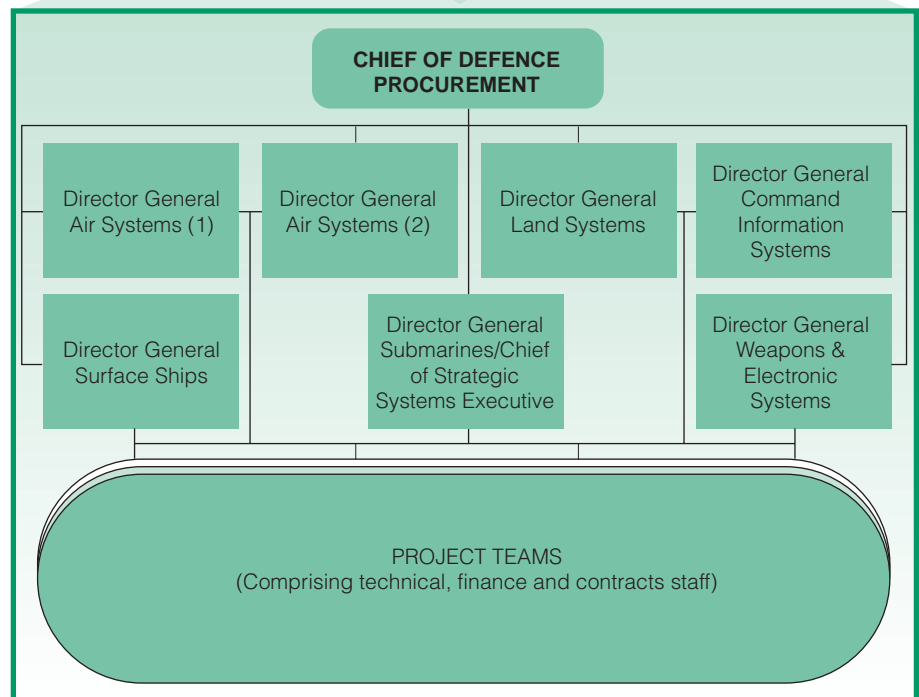 CHIEF OF DEFENCE
PROCUREMENT
Director General
Air Systems (1)
Director General
Air Systems (2)
Director General
Land Systems
Director General
Command
Information
Systems
Director General
Surface Ships
Director General
Submarines/Chief
of Strategic
Systems Executive
Director General
Weapons &
Electronic
Systems
PROJECT TEAMS
(Comprising technical, finance and contracts staff)